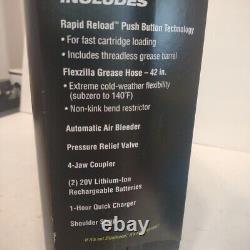 INCLUDES
Rapid Reload™ Push Button Technology
• For fast cartridge loading
• Includes threadless grease barrel
Flexzilla Grease Hose – 42 in.
• Extreme cold-weather flexibility
(subzero to 140°F)
• Non-kink bend restrictor
Automatic Air Bleeder
Pressure Relief Valve
4-Jaw Coupler
(2) 20V Lithium-Ion
Rechargeable Batteries
1-Hour Quick Charger
Shoulder